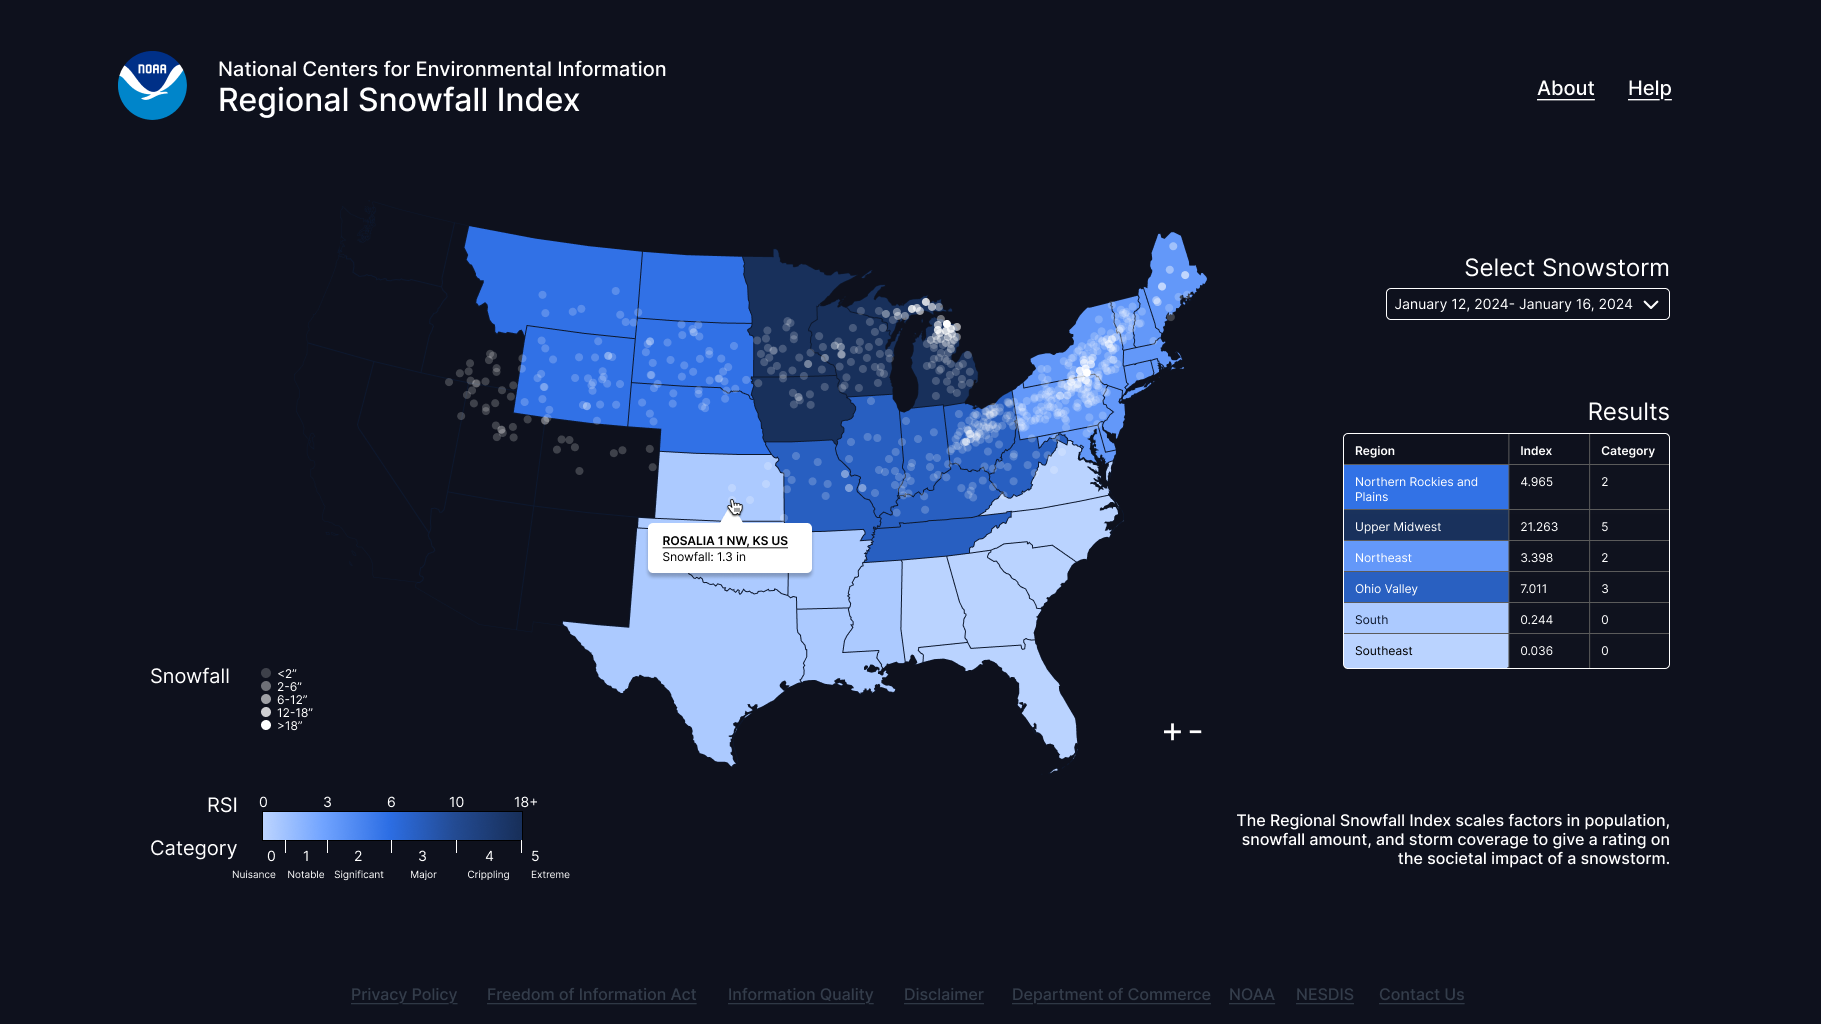 NOAA
National Centers for Environmental Information
Regional Snowfall Index
About
Help
Select Snowstorm
January 12, 2024- January 16, 2024
Results
Region Index Category
Northern Rockies and
Plains
4.965 2
Upper Midwest 21.263 5
Northeast 3.398 2
Ohio Valley 7.011 3
South 0.244 0
Southeast 0.036 0
ROSALIA 1 NW, KS US
Snowfall: 1.3 in
Snowfall
<2”
2-6”
6-12”
12-18”
>18”
+ -
RSI 0 3 6 10 18+
Category 0 1 2 3 4 5
Nuisance Notable Significant Major Crippling Extreme
The Regional Snowfall Index scales factors in population,
snowfall amount, and storm coverage to give a rating on
the societal impact of a snowstorm.
Privacy Policy Freedom of Information Act Information Quality Disclaimer Department of Commerce NOAA NESDIS Contact Us